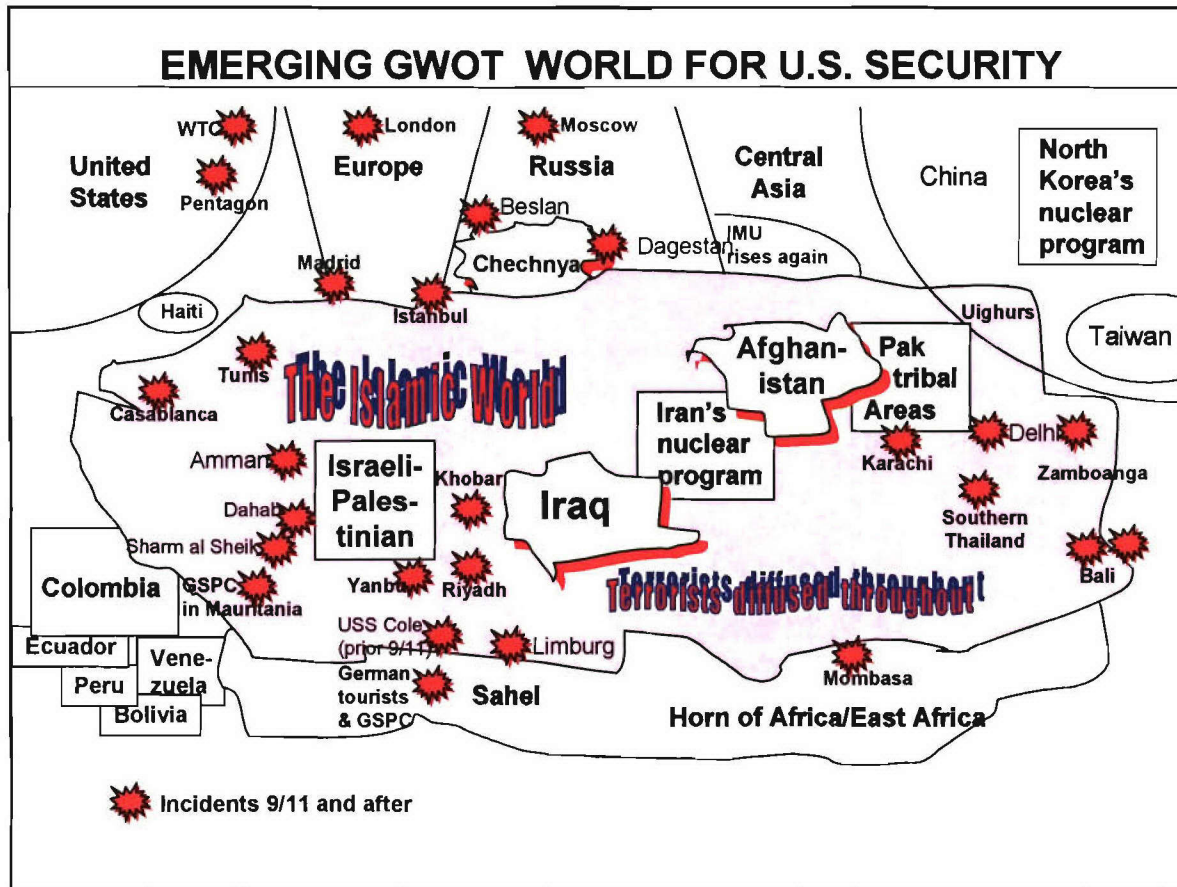 EMERGING GWOT WORLD FOR U.S. SECURITY
WTC
United
States
Pentagon
London
Europe
Madrid
Istanbul
Moscow
Russia
Beslan
Chechnya
Dagestan
Central
Asia
IMU
rises again
China
North
Korea's
nuclear
program
Uighurs
Taiwan
Haiti
Tunis
Casablanca
The Islamic World
Afghan-
istan
Pak
tribal
Areas
Iran's
nuclear
program
Karachi
Delhi
Zamboanga
Southern
Thailand
Bali
Amman
Israeli-
Pales-
tinian
Khobar
Iraq
Dahab
Sharm al Sheik
GSPC
in Mauritania
Yanbu
Riyadh
Terrorists diffused throughout
Colombia
Ecuador
Peru
Vene-
zuela
Bolivia
USS Cole
(prior 9/11)
Limburg
German
tourists
& GSPC
Sahel
Mombasa
Horn of Africa/East Africa
Incidents 9/11 and after